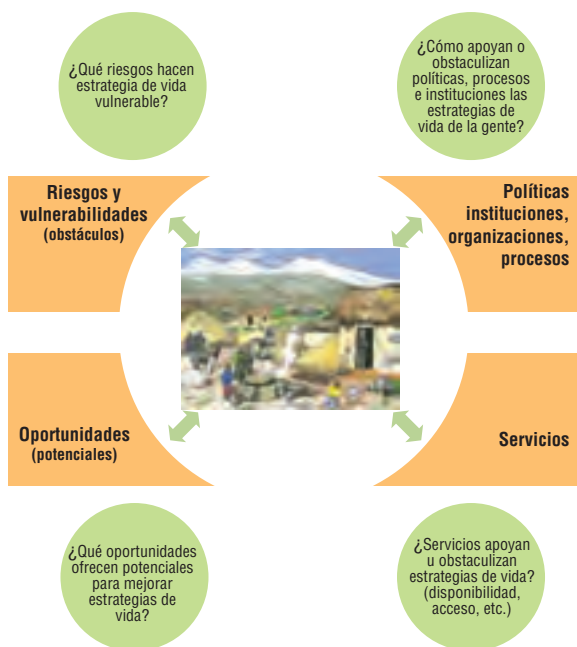 ¿Qué riesgos hacen
estrategia de vida
vulnerable?
¿Cómo apoyan o
obstaculizan
políticas, procesos
e instituciones las
estrategias de
vida de la gente?
Riesgos y
vulnerabilidades
(obstáculos)
Políticas
instituciones,
organizaciones,
procesos
Oportunidades
(potenciales)
Servicios
¿Qué oportunidades
ofrecen potenciales
para mejorar
estrategias de
vida?
¿Servicios apoyan
u obstaculizan
estrategias de vida?
(disponibilidad,
acceso, etc.)